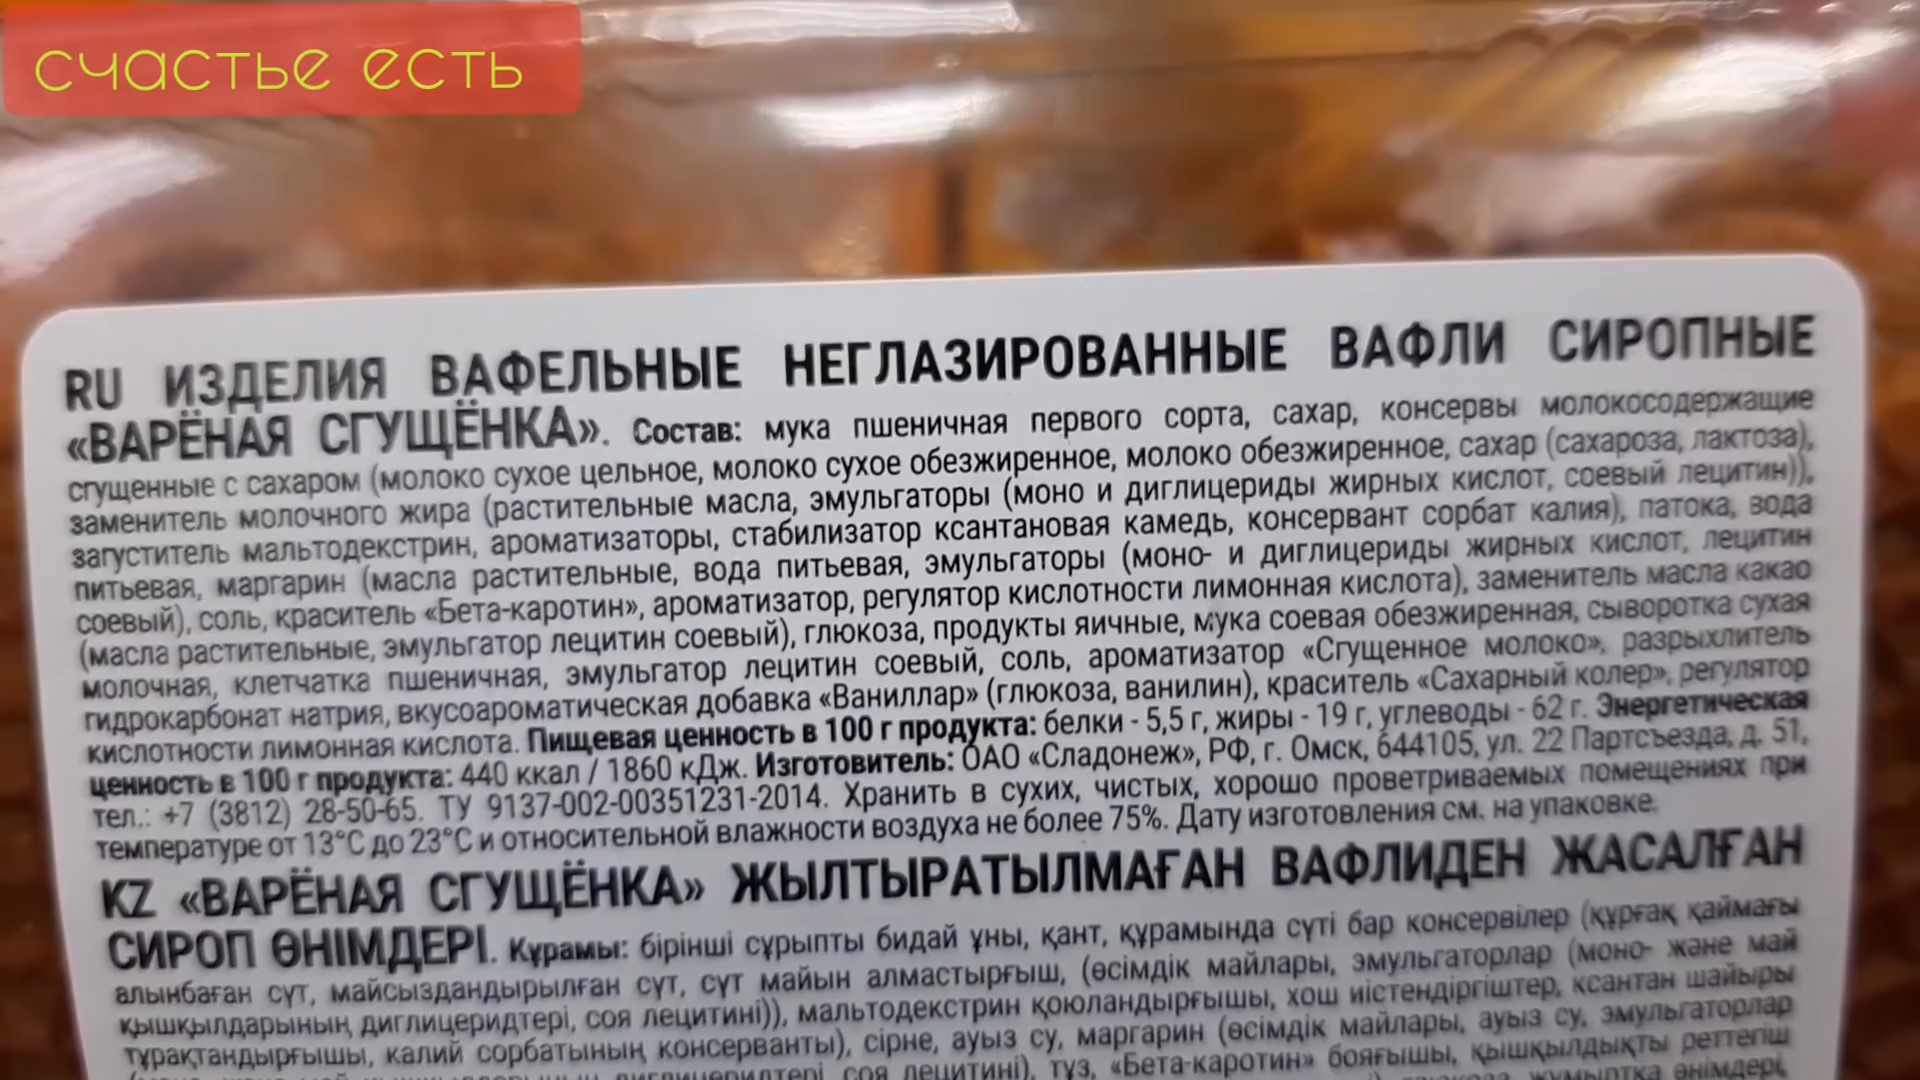 счастье есть
RU ИЗДЕЛИЯ ВАФЕЛЬНЫЕ НЕГЛАЗИРОВАННЫЕ ВАФЛИ СИРОПНЫЕ
«ВАРЁНАЯ СГУЩЁНКА». Состав: мука пшеничная первого сорта, сахар, консервы молокосодержащие
сгущенные с сахаром (молоко сухое цельное, молоко сухое обезжиренное, молоко обезжиренное, сахар (сахароза, лактоза),
заменитель молочного жира (растительные масла, эмульгаторы (моно и диглицериды жирных кислот, соевый лецитин)),
загуститель мальтодекстрин, ароматизаторы, стабилизатор ксантановая камедь, консервант сорбат калия), патока, вода
питьевая, маргарин (масла растительные, вода питьевая, эмульгаторы (моно- и диглицериды жирных кислот, лецитин
соевый), соль, краситель «Бета-каротин», ароматизатор, регулятор кислотности лимонная кислота), заменитель масла какао
(масла растительные, эмульгатор лецитин соевый), глюкоза, продукты яичные, мука соевая обезжиренная, сыворотка сухая
молочная, клетчатка пшеничная, эмульгатор лецитин соевый, соль, ароматизатор «Сгущенное молоко», разрыхлитель
гидрокарбонат натрия, вкусоароматическая добавка «Ваниллар» (глюкоза, ванилин), краситель «Сахарный колер», регулятор
кислотности лимонная кислота. Пищевая ценность в 100 г продукта: белки - 5,5 г, жиры - 19 г, углеводы - 62 г. Энергетическая
ценность в 100 г продукта: 440 ккал / 1860 кДж. Изготовитель: ОАО «Сладонеж», РФ, г. Омск, 644105, ул. 22 Партсъезда, д. 51,
тел.: +7 (3812) 28-50-65. ТУ 9137-002-00351231-2014. Хранить в сухих, чистых, хорошо проветриваемых помещениях при
температуре от 13°С до 23°С и относительной влажности воздуха не более 75%. Дату изготовления см. на упаковке.
KZ «ВАРЁНАЯ СГУЩЁНКА» ЖЫЛТЫРАТЫЛМАҒАН ВАФЛИДЕН ЖАСАЛҒАН
СИРОП ӨНІМДЕРІ. Құрамы: бірінші сұрыпты бидай ұны, қант, құрамында сүті бар консервілер (құрғақ қаймағы
алынбаған сүт, майсыздандырылған сүт, сүт майын алмастырғыш, (өсімдік майлары, эмульгаторлар (моно- және май
қышқылдарының диглицеридтері, соя лецитині)), мальтодекстрин қоюландырғышы, хош иістендіргіштер, ксантан шайыры
тұрақтандырғышы, калий сорбатының консерванты), сірне, ауыз су, маргарин (өсімдік майлары, ауыз су, эмульгаторлар
диглицеридтері, соя лецитині), тұз, «Бета-каротин» бояғышы, қышқылдықты реттегіш